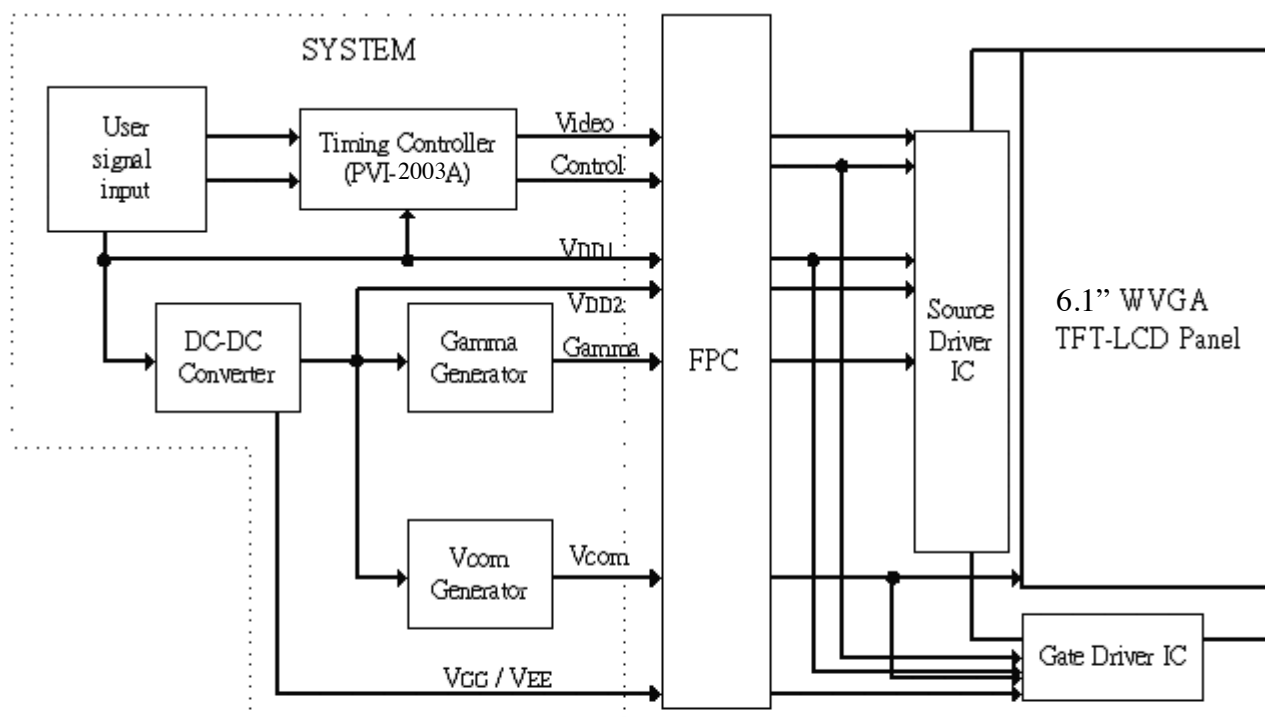 SYSTEM
User
signal
input
Timing Controller
(PVI-2003A)
Video
Control
VDD1
VDD2
DC-DC
Converter
Gamma
Generator
Gamma
Vcom
Generator
Vcom
VCC / VEE
FPC
Source
Driver
IC
6.1” WVGA
TFT-LCD Panel
Gate Driver IC